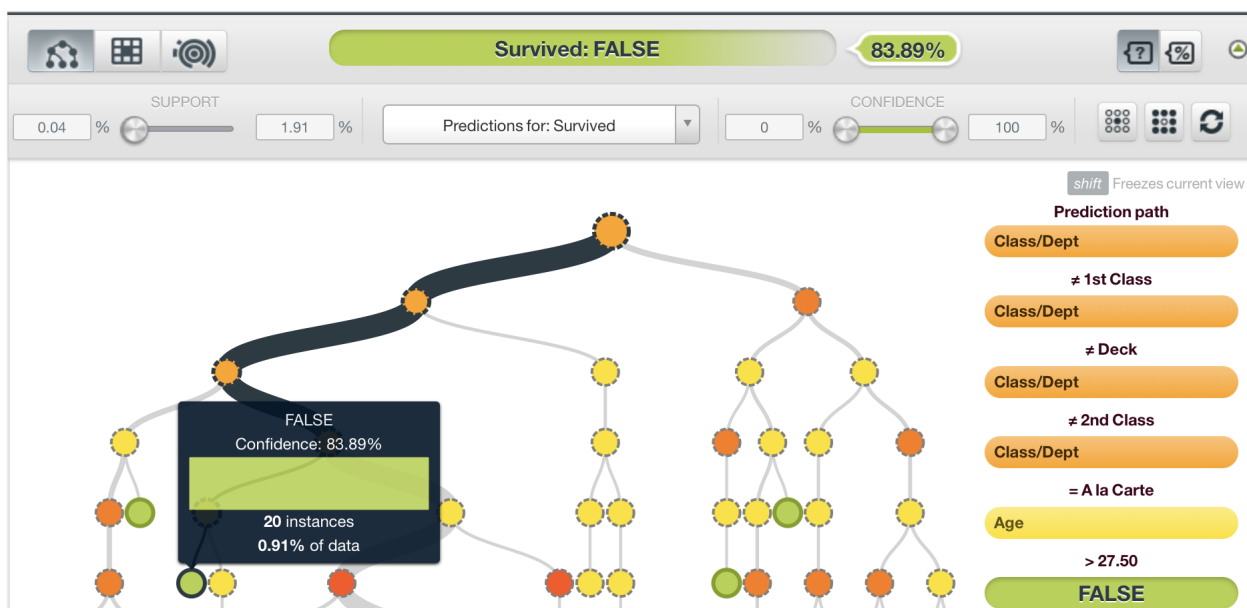 Survived: FALSE
83.89%
SUPPORT
0.04 %
1.91 %
Predictions for: Survived
CONFIDENCE
0 %
100 %
shift Freezes current view
Prediction path
Class/Dept
≠ 1st Class
Class/Dept
≠ Deck
Class/Dept
≠ 2nd Class
Class/Dept
= A la Carte
Age
> 27.50
FALSE
FALSE
Confidence: 83.89%
20 instances
0.91% of data